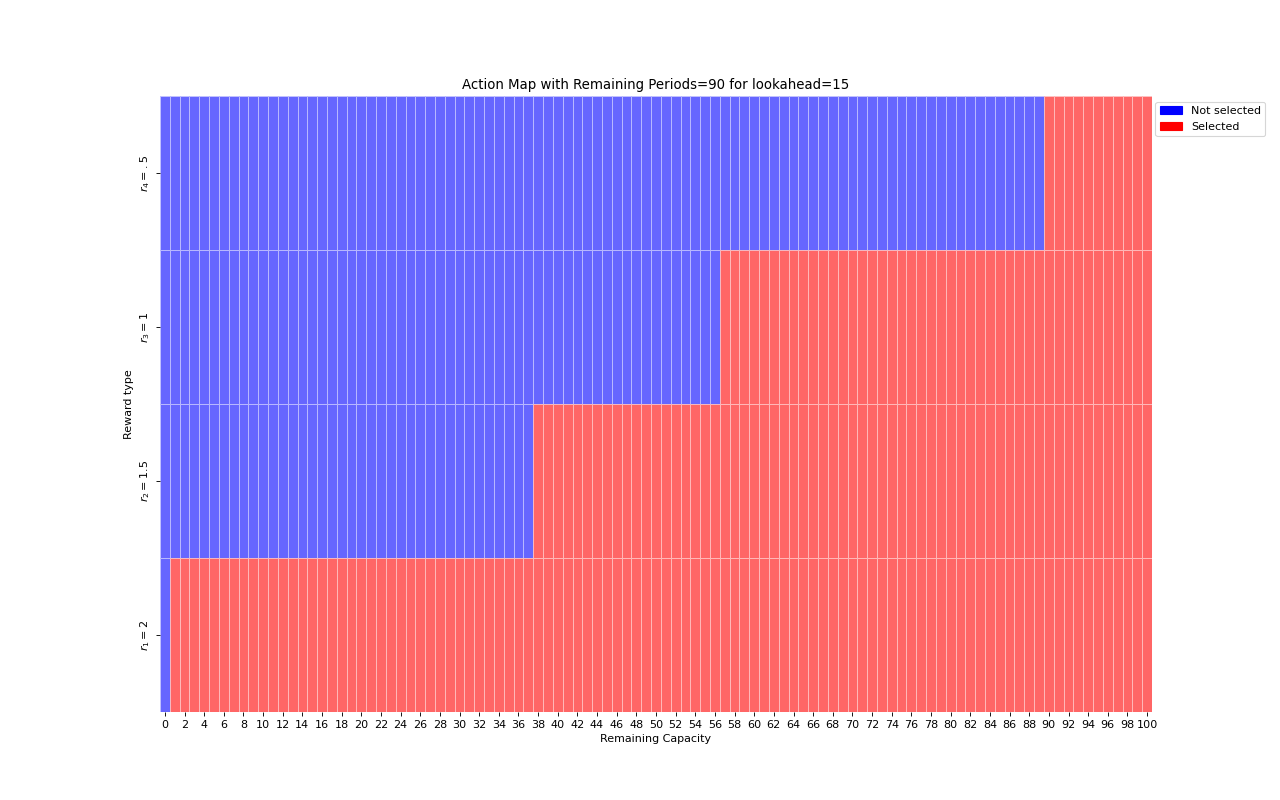 Action Map with Remaining Periods=90 for lookahead=15
Not selected
Selected
r₄ = .5
r₃ = 1
Reward type
r₂ = 1.5
r₁ = 2
0 2 4 6 8 10 12 14 16 18 20 22 24 26 28 30 32 34 36 38 40 42 44 46 48 50 52 54 56 58 60 62 64 66 68 70 72 74 76 78 80 82 84 86 88 90 92 94 96 98 100
Remaining Capacity